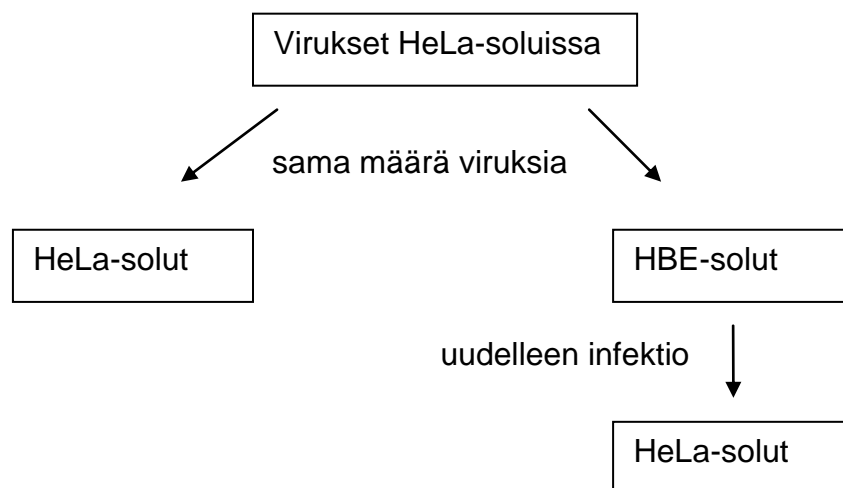 Virukset HeLa-soluissa
sama määrä viruksia
HeLa-solut
HBE-solut
uudelleen infektio
HeLa-solut